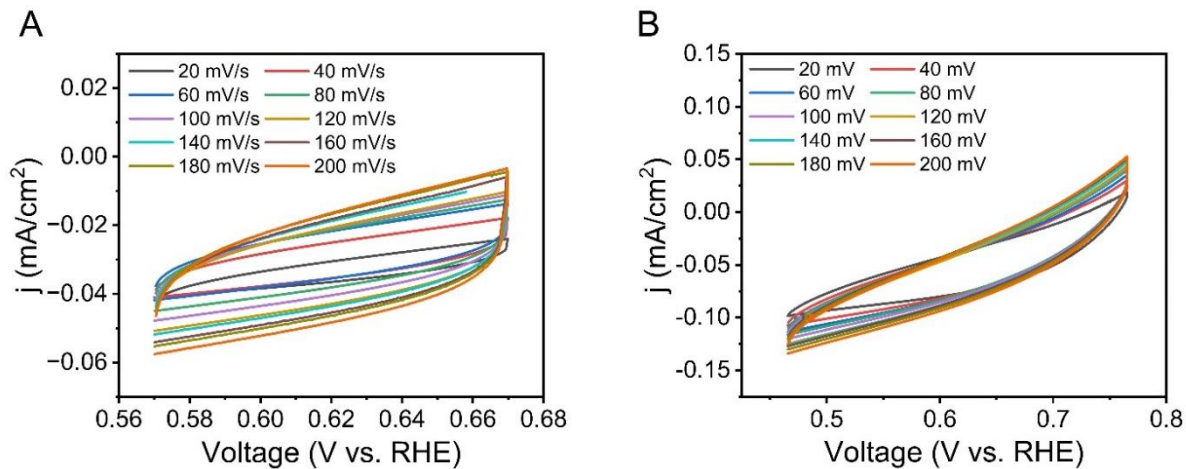 A
20 mV/s 40 mV/s
60 mV/s 80 mV/s
100 mV/s 120 mV/s
140 mV/s 160 mV/s
180 mV/s 200 mV/s
0.02
0.00
−0.02
−0.04
−0.06
j (mA/cm²)
0.56 0.58 0.60 0.62 0.64 0.66 0.68
Voltage (V vs. RHE)
B
20 mV 40 mV
60 mV 80 mV
100 mV 120 mV
140 mV 160 mV
180 mV 200 mV
0.15
0.10
0.05
0.00
-0.05
-0.10
-0.15
j (mA/cm²)
0.5 0.6 0.7 0.8
Voltage (V vs. RHE)